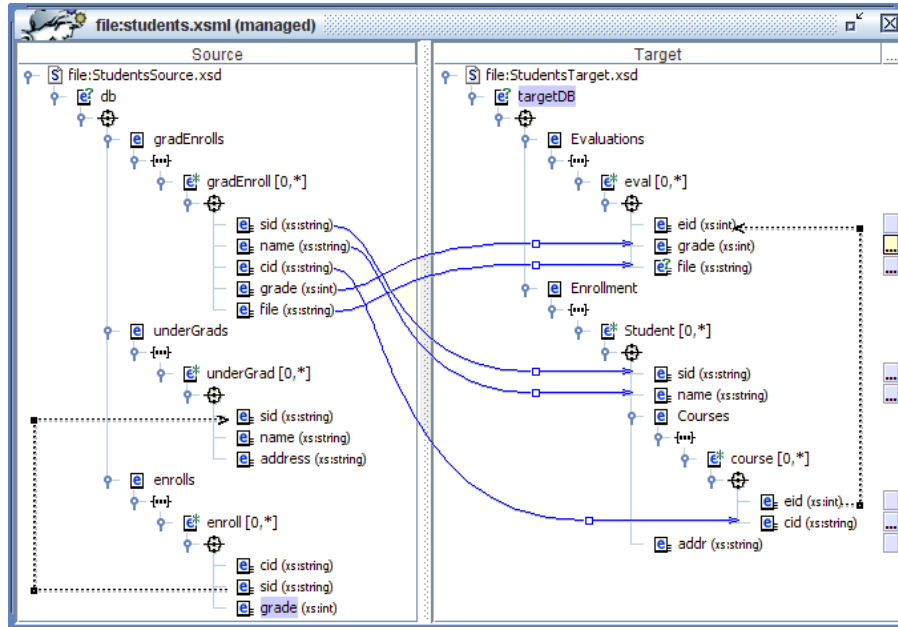 file:students.xsml (managed)
Source
file:StudentsSource.xsd
db
gradEnrolls
gradEnroll [0,*]
sid (xs:string)
name (xs:string)
cid (xs:string)
grade (xs:int)
file (xs:string)
underGrads
underGrad [0,*]
sid (xs:string)
name (xs:string)
address (xs:string)
enrolls
enroll [0,*]
cid (xs:string)
sid (xs:string)
grade (xs:int)
Target
...
file:StudentsTarget.xsd
targetDB
Evaluations
eval [0,*]
eid (xs:int)
grade (xs:int)
...
file (xs:string)
...
Enrollment
Student [0,*]
sid (xs:string)
...
name (xs:string)
...
Courses
course [0,*]
eid (xs:int)
cid (xs:string)
...
addr (xs:string)